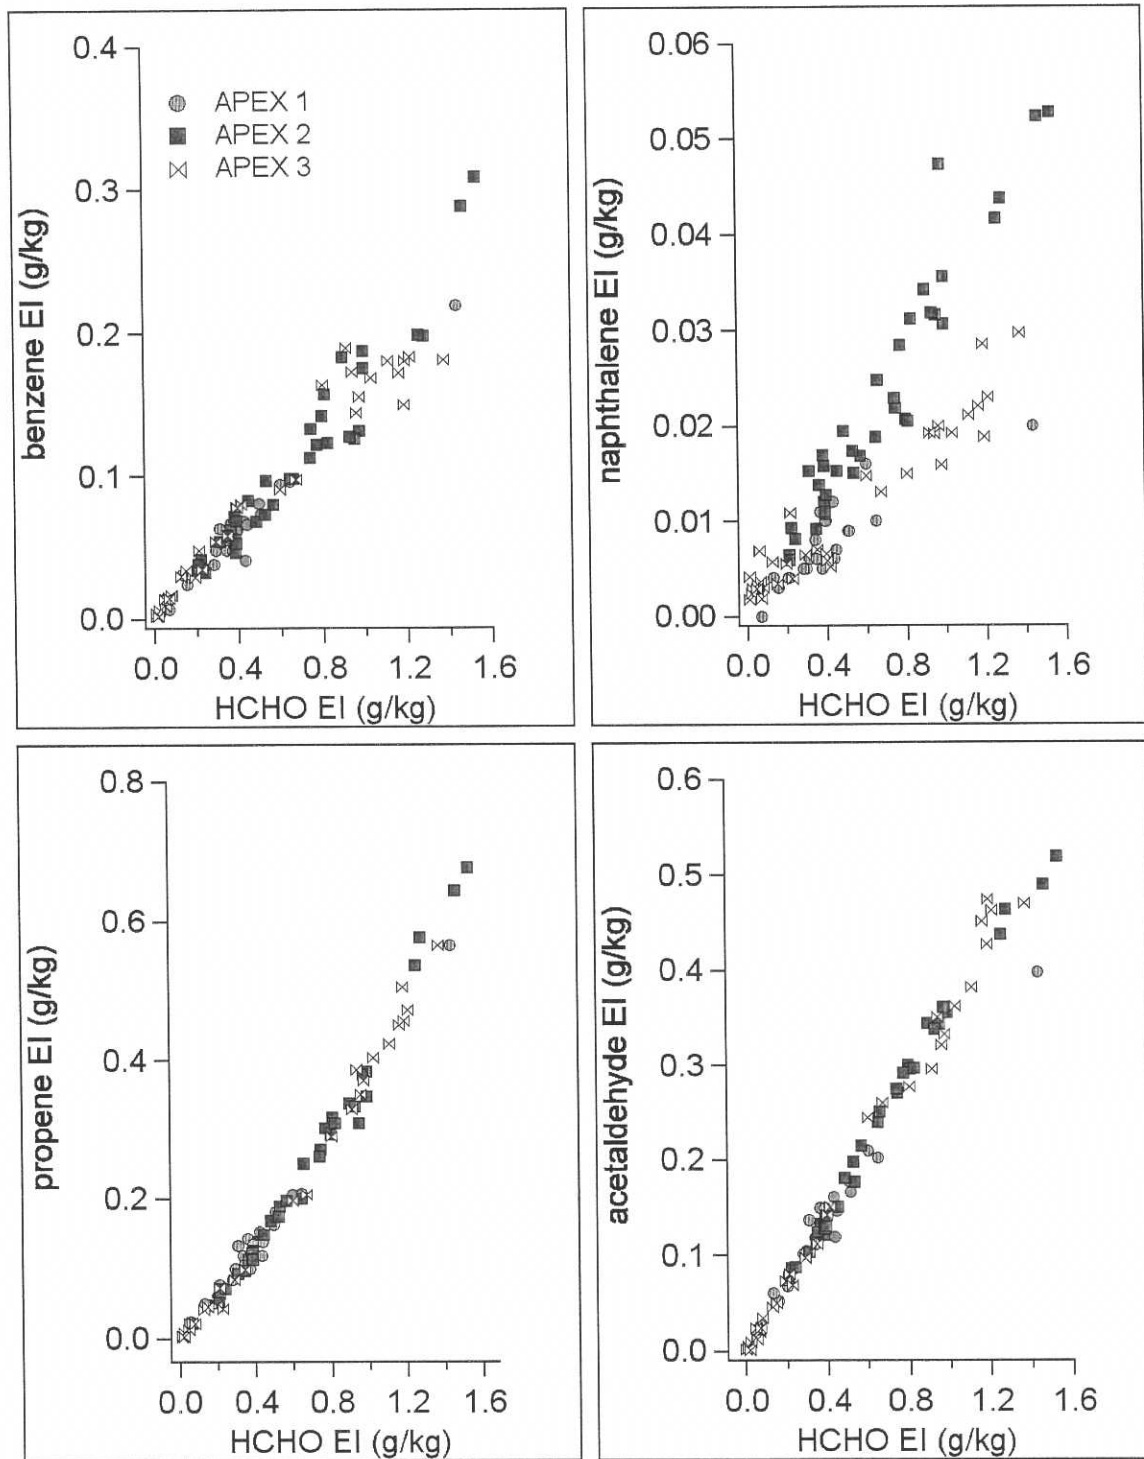 0.4
0.3
0.2
0.1
0.0
benzene EI (g/kg)
APEX 1
APEX 2
APEX 3
0.0 0.4 0.8 1.2 1.6
HCHO EI (g/kg)
0.06
0.05
0.04
0.03
0.02
0.01
0.00
naphthalene EI (g/kg)
0.0 0.4 0.8 1.2 1.6
HCHO EI (g/kg)
0.8
0.6
0.4
0.2
0.0
propene EI (g/kg)
0.0 0.4 0.8 1.2 1.6
HCHO EI (g/kg)
0.6
0.5
0.4
0.3
0.2
0.1
0.0
acetaldehyde EI (g/kg)
0.0 0.4 0.8 1.2 1.6
HCHO EI (g/kg)